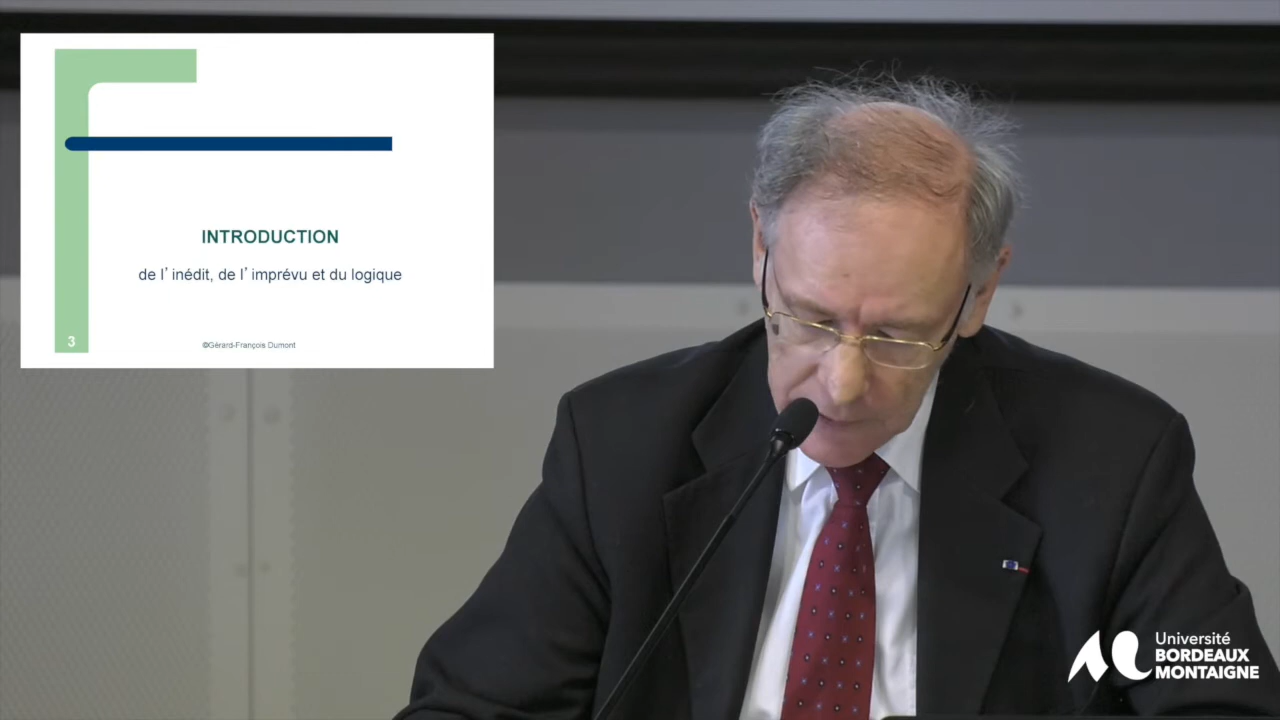 INTRODUCTION
de l’inédit, de l’imprévu et du logique
3
©Gérard-François Dumont
Université
BORDEAUX
MONTAIGNE